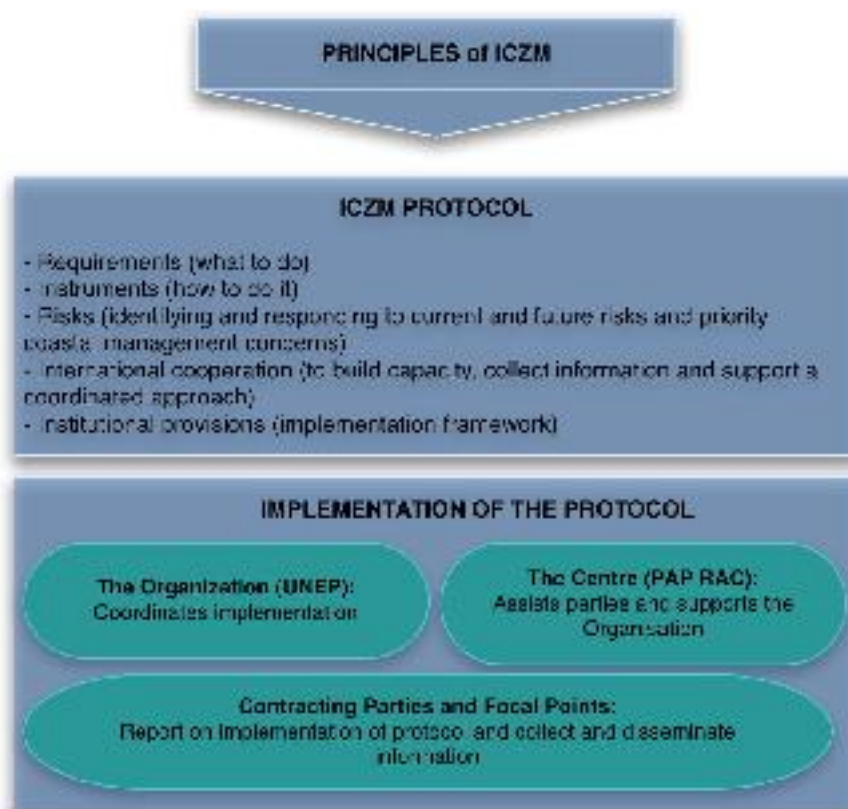 PRINCIPLES of ICZM
ICZM PROTOCOL
- Requirements (what to do)
- Instruments (how to do it)
- Risks (identifying and responding to current and future risks and priority
coastal management concerns)
- International cooperation (to build capacity, collect information and support a
coordinated approach)
- Institutional provisions (implementation framework)
IMPLEMENTATION OF THE PROTOCOL
The Organization (UNEP):
Coordinates implementation
The Centre (PAP RAC):
Assists parties and supports the
Organisation
Contracting Parties and Focal Points:
Report on implementation of protocol and collect and disseminate
information